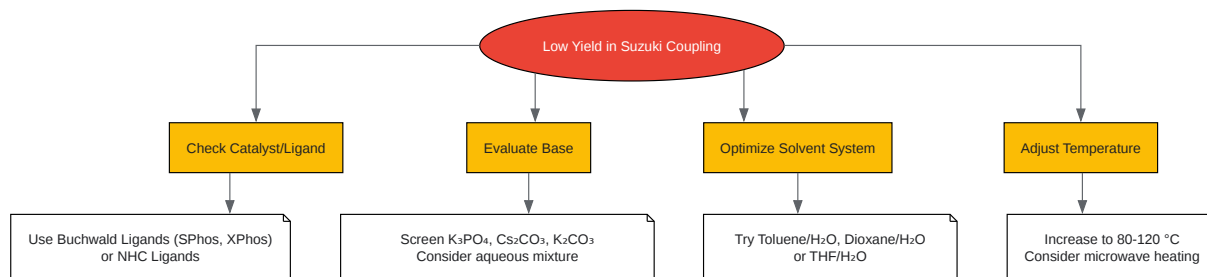 Low Yield in Suzuki Coupling
Check Catalyst/Ligand
Evaluate Base
Optimize Solvent System
Adjust Temperature
Use Buchwald Ligands (SPhos, XPhos)
or NHC Ligands
Screen K₃PO₄, Cs₂CO₃, K₂CO₃
Consider aqueous mixture
Try Toluene/H₂O, Dioxane/H₂O
or THF/H₂O
Increase to 80-120 °C
Consider microwave heating